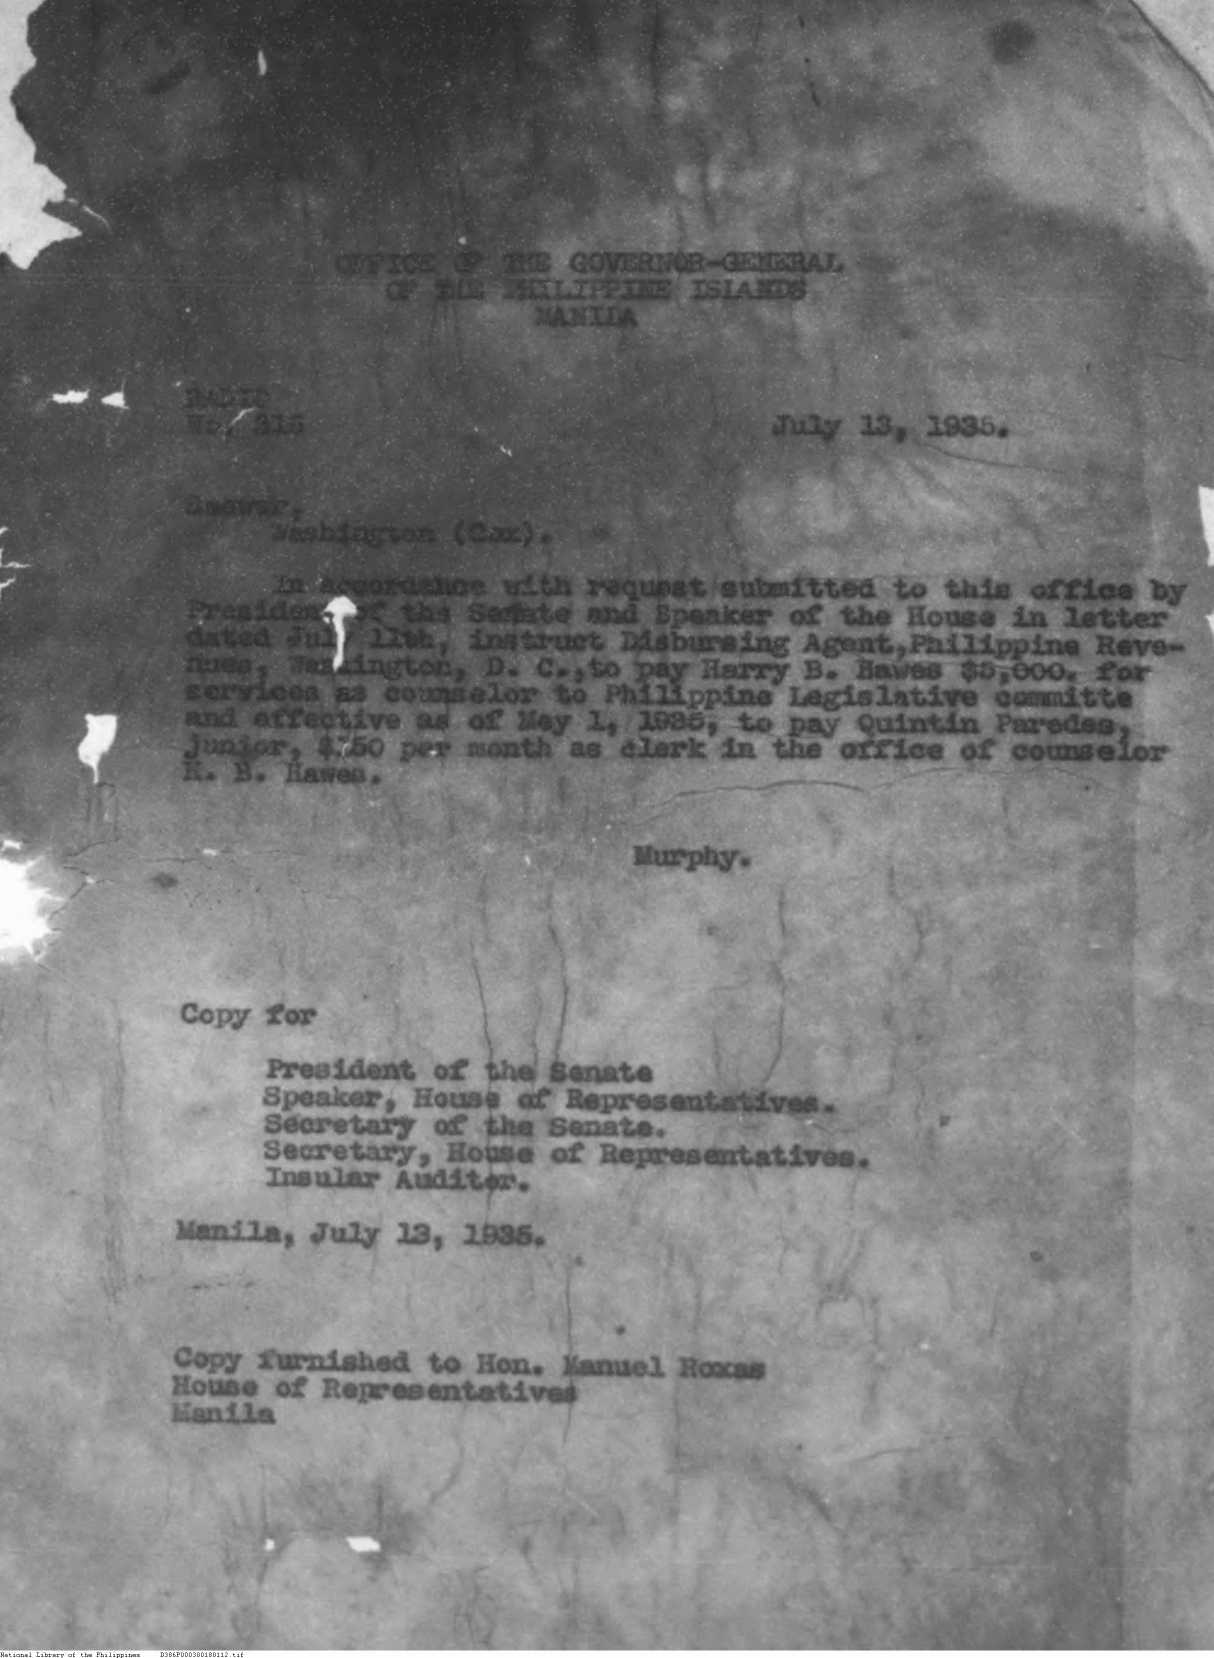 OFFICE OF THE GOVERNOR-GENERAL
OF THE PHILIPPINE ISLANDS
MANILA
RADIO
No. 315
July 13, 1935.
Washington (Cox).
In accordance with request submitted to this office by
President of the Senate and Speaker of the House in letter
dated July 11th, instruct Disbursing Agent,Philippine Reve-
nues, Washington, D. C.,to pay Harry B. Hawes $5,000. for
services as counselor to Philippine Legislative committe
and effective as of May 1, 1935, to pay Quintin Paredes,
Junior, per month as clerk in the office of counselor
H. B. Hawes.
Murphy.
Copy for
President of the Senate
Speaker, House of Representatives.
Secretary of the Senate.
Secretary, House of Representatives.
Insular Auditor.
Manila, July 13, 1935.
Copy furnished to Hon. Manuel Roxas
House of Representatives
Manila
National Library of the Philippines D386P000380188112.tif